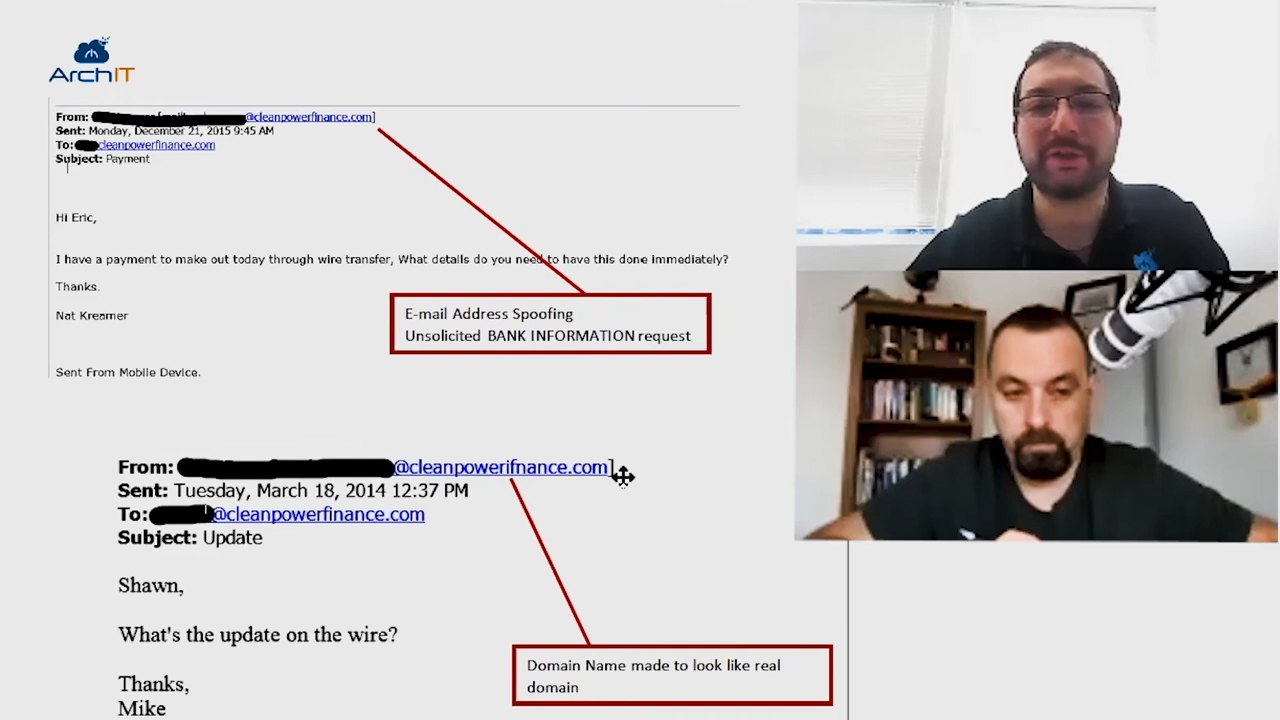 ArchIT
From: @cleanpowerfinance.com]
Sent: Monday, December 21, 2015 9:45 AM
To: cleanpowerfinance.com
Subject: Payment
Hi Eric,
I have a payment to make out today through wire transfer, What details do you need to have this done immediately?
Thanks.
Nat Kreamer
Sent From Mobile Device.
E-mail Address Spoofing
Unsolicited BANK INFORMATION request
From: @cleanpowerifnance.com]
Sent: Tuesday, March 18, 2014 12:37 PM
To: @cleanpowerfinance.com
Subject: Update
Shawn,
What's the update on the wire?
Thanks,
Mike
Domain Name made to look like real
domain